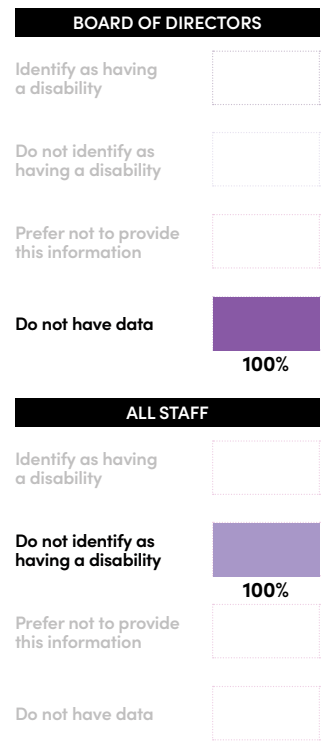 BOARD OF DIRECTORS
Identify as having
a disability
Do not identify as
having a disability
Prefer not to provide
this information
Do not have data
100%
ALL STAFF
Identify as having
a disability
Do not identify as
having a disability
100%
Prefer not to provide
this information
Do not have data